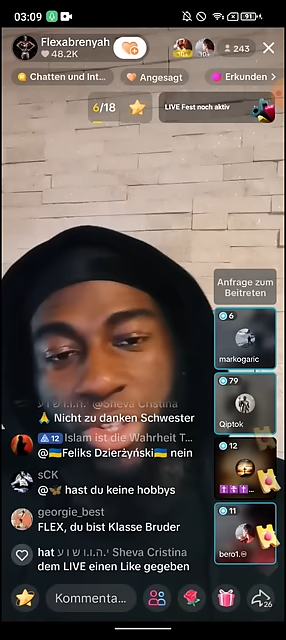 03:09
91
Flexabrenyah
48.2K
243
Chatten und Int...
Angesagt
Erkunden >
6/18
LIVE Fest noch aktiv
Anfrage zum
Beitreten
6
markogaric
79
Qiptok
12
11
bero1.
@Sheva Cristina
🙏 Nicht zu danken Schwester
12 Islam ist die Wahrheit T...
@🇺🇦Feliks Dzierżyński🇺🇦 nein
sCK
@🦋 hast du keine hobbys
georgie_best
FLEX, du bist Klasse Bruder
hat Sheva Cristina
dem LIVE einen Like gegeben
Kommenta...
26